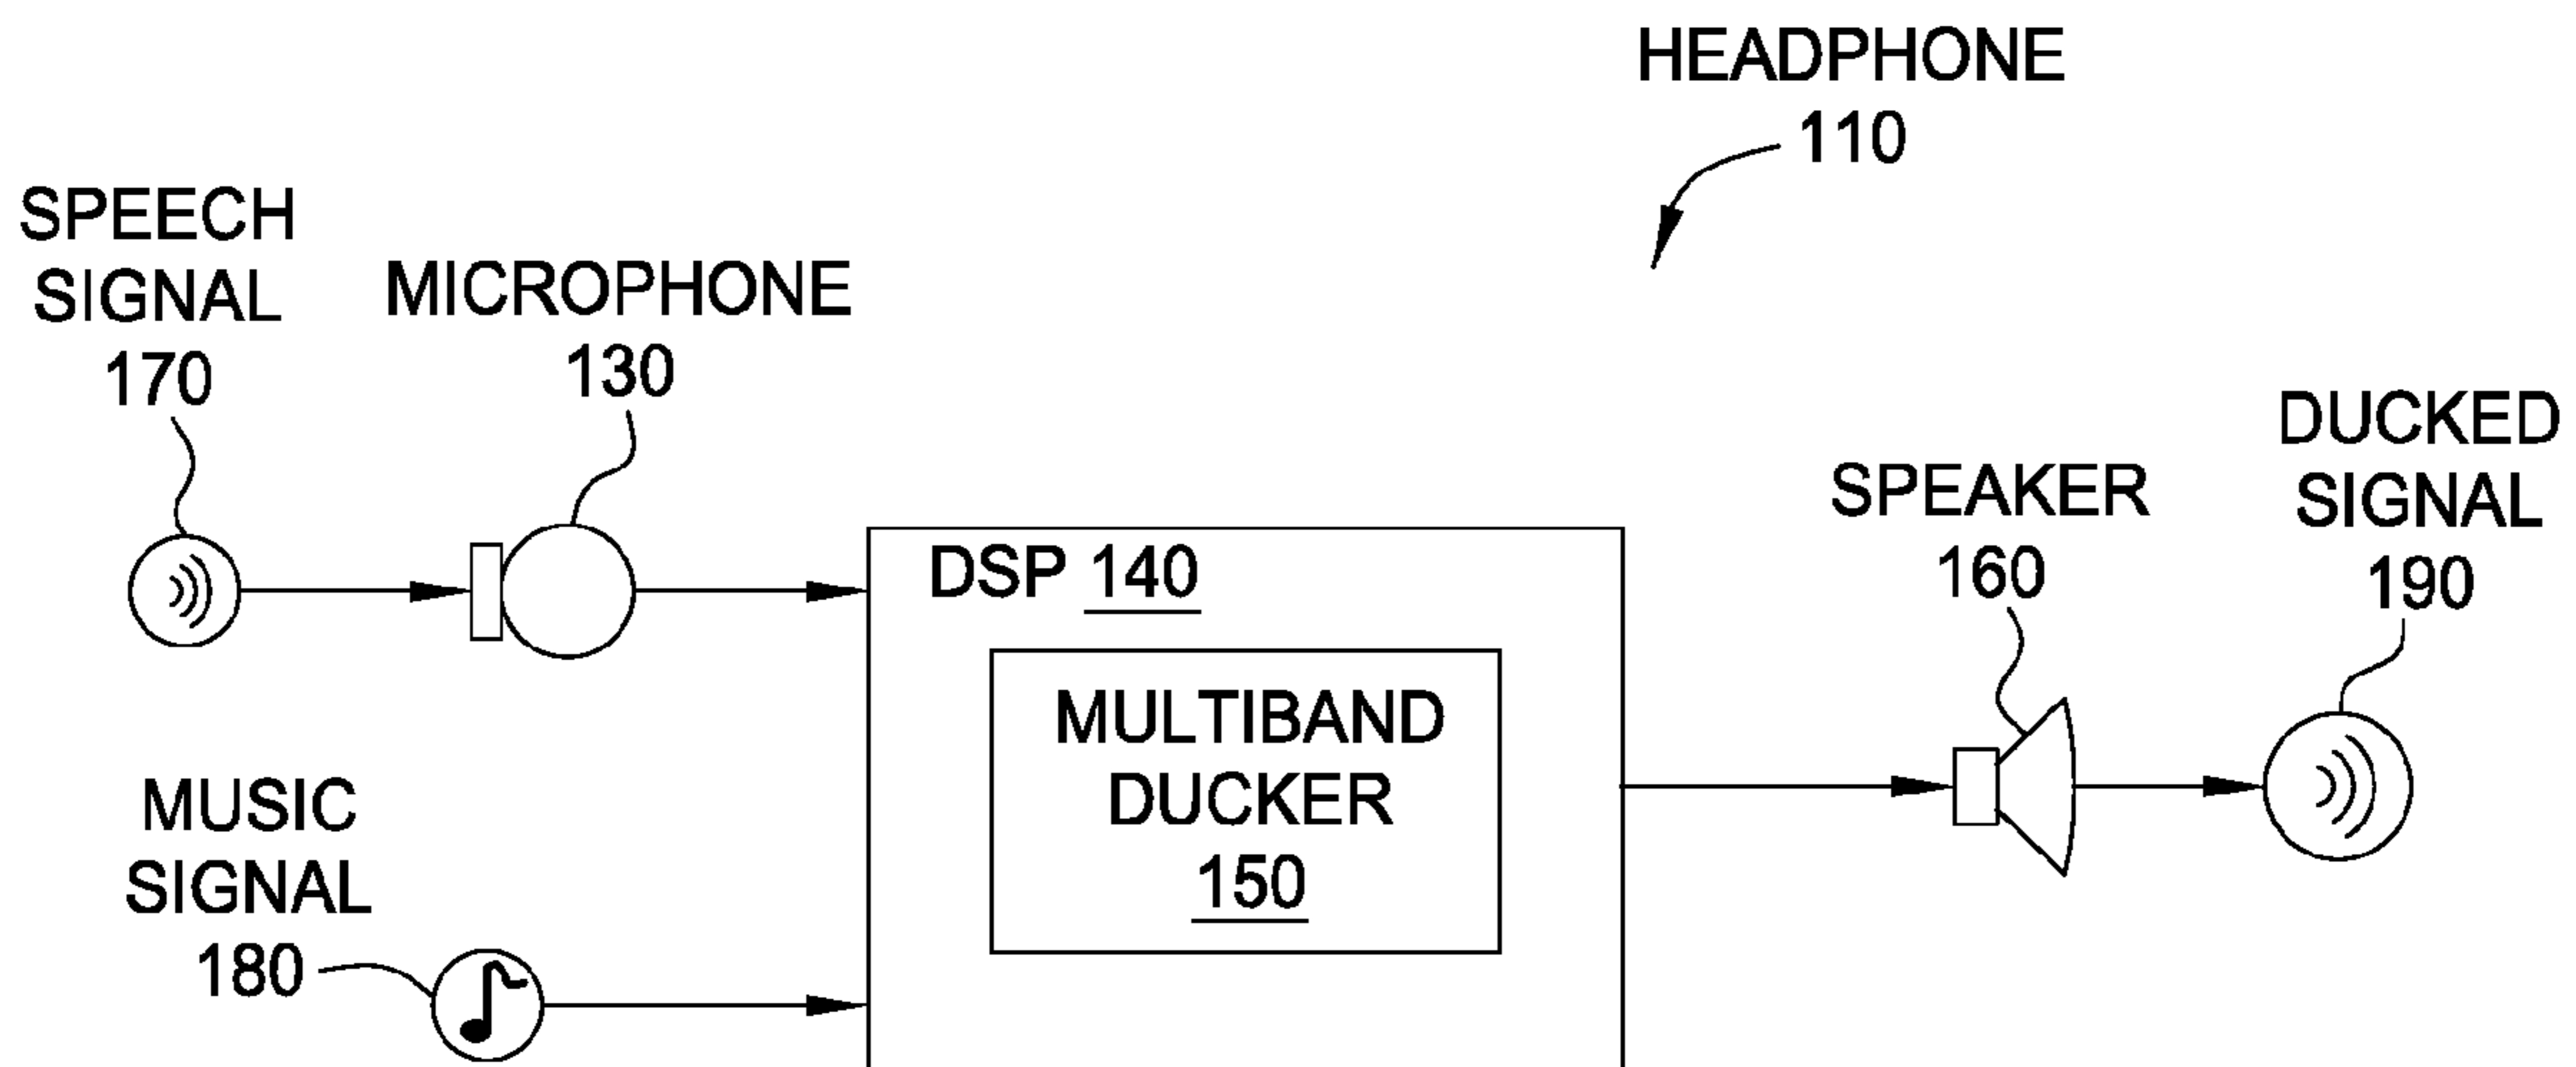 HEADPHONE
110
SPEECH
SIGNAL
170
MICROPHONE
130
DSP 140
MULTIBAND
DUCKER
150
MUSIC
SIGNAL
180
SPEAKER
160
DUCKED
SIGNAL
190